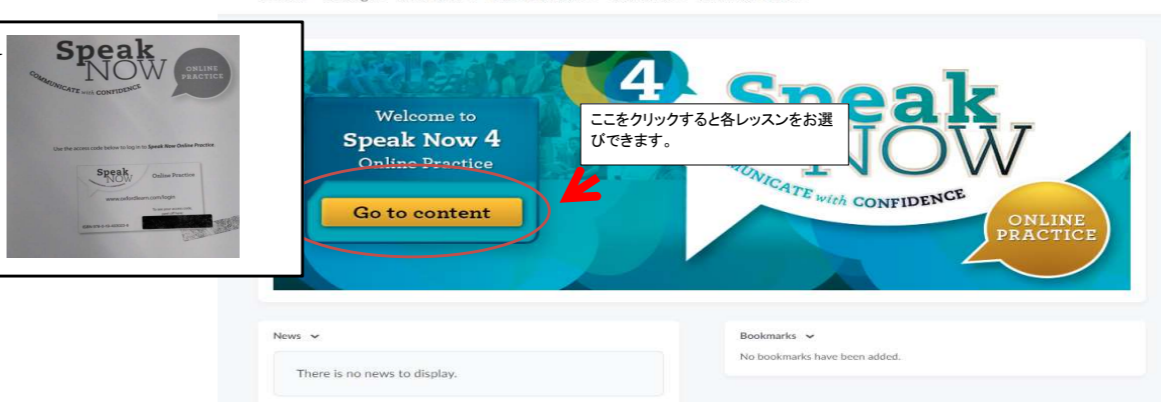 Speak
NOW
COMMUNICATE with CONFIDENCE
ONLINE
PRACTICE
Use the access code below to log in to Speak Now Online Practice
Speak
NOW
Online Practice
www.oxfordlearn.com/login
Welcome to
Speak Now 4
Online Practice
Go to content
4
ここをクリックすると各レッスンをお選
びできます。
Speak
NOW
COMMUNICATE with CONFIDENCE
ONLINE
PRACTICE
News
There is no news to display.
Bookmarks
No bookmarks have been added.